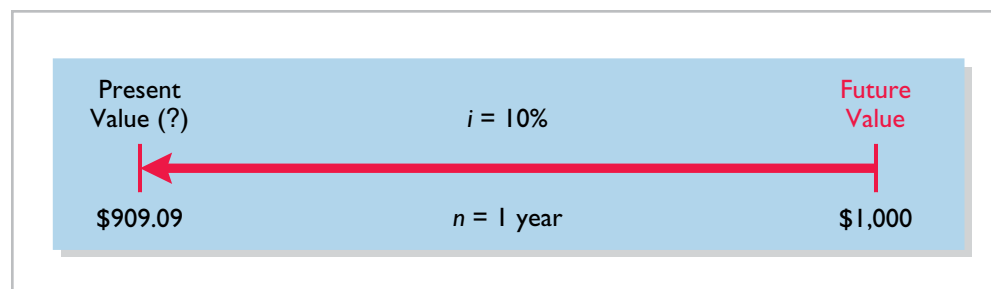 Present
Value (?)
i = 10%
Future
Value
$909.09
n = 1 year
$1,000